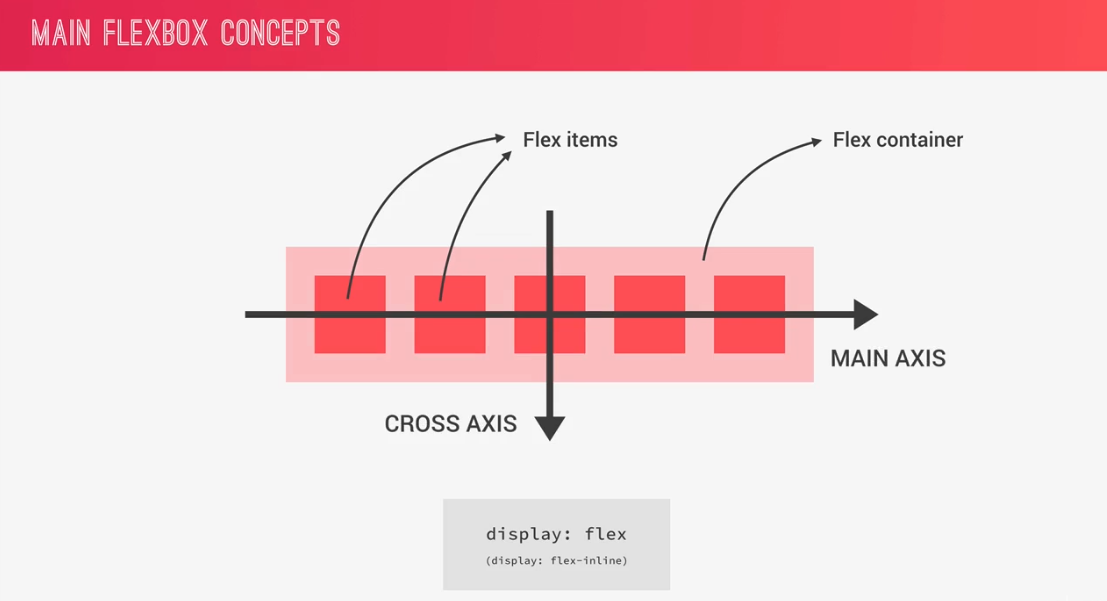 MAIN FLEXBOX CONCEPTS
Flex items
Flex container
MAIN AXIS
CROSS AXIS
display: flex
(display: flex-inline)